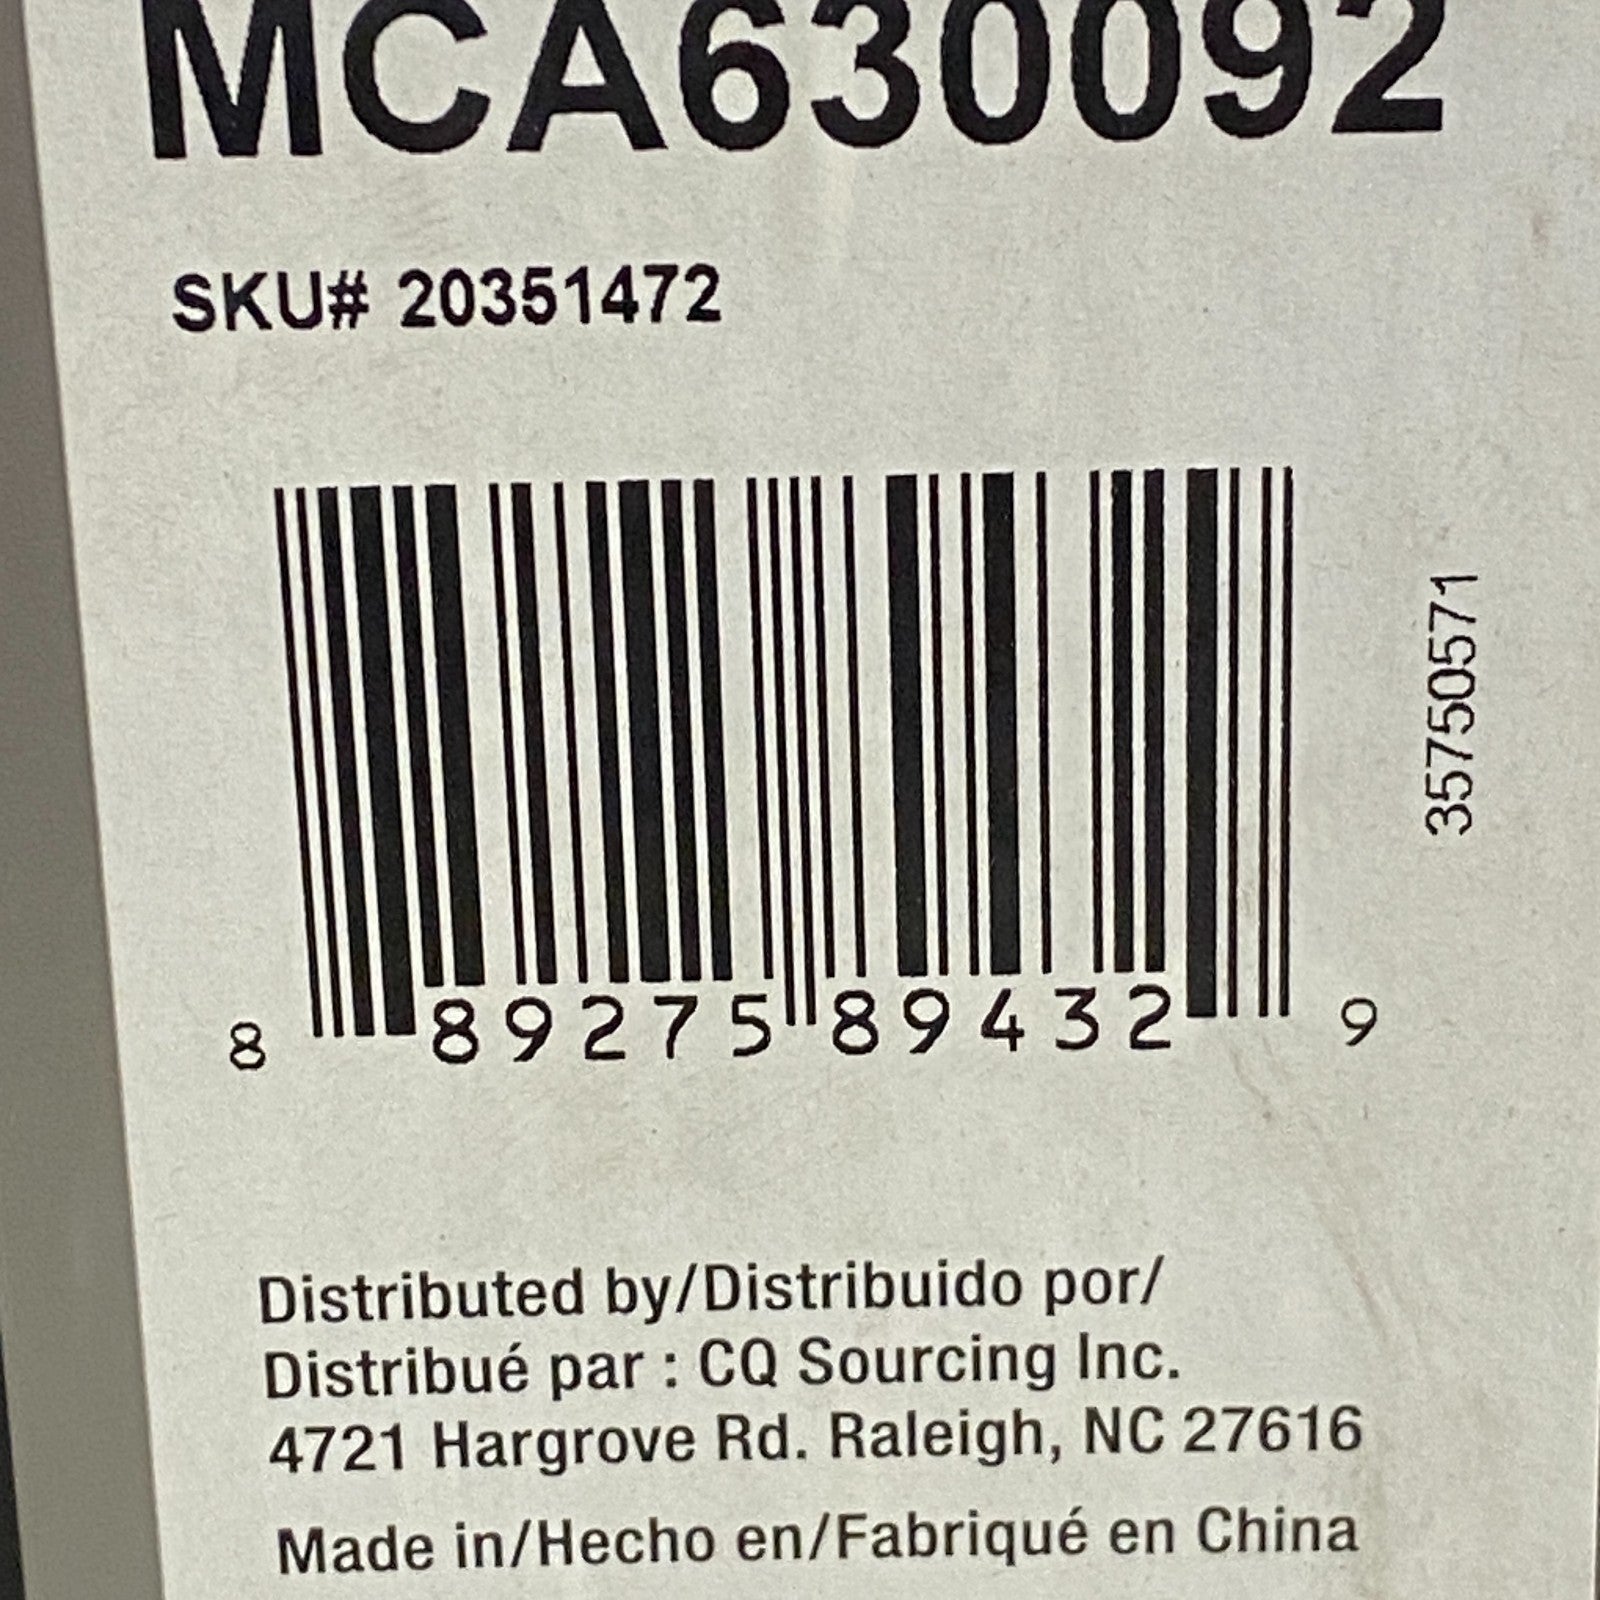 MCA630092
SKU# 20351472
35750571
8 89275 89432 9
Distributed by/Distribuido por/
Distribué par : CQ Sourcing Inc.
4721 Hargrove Rd. Raleigh, NC 27616
Made in/Hecho en/Fabriqué en China